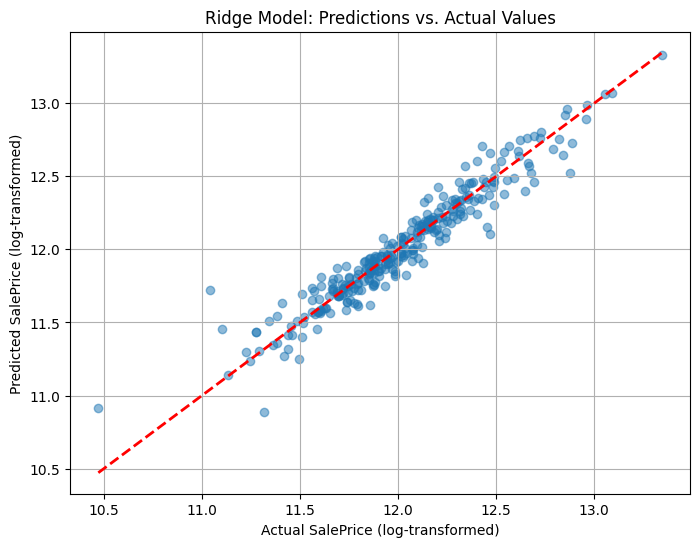 Ridge Model: Predictions vs. Actual Values
Predicted SalePrice (log-transformed)
13.0
12.5
12.0
11.5
11.0
10.5
10.5 11.0 11.5 12.0 12.5 13.0
Actual SalePrice (log-transformed)